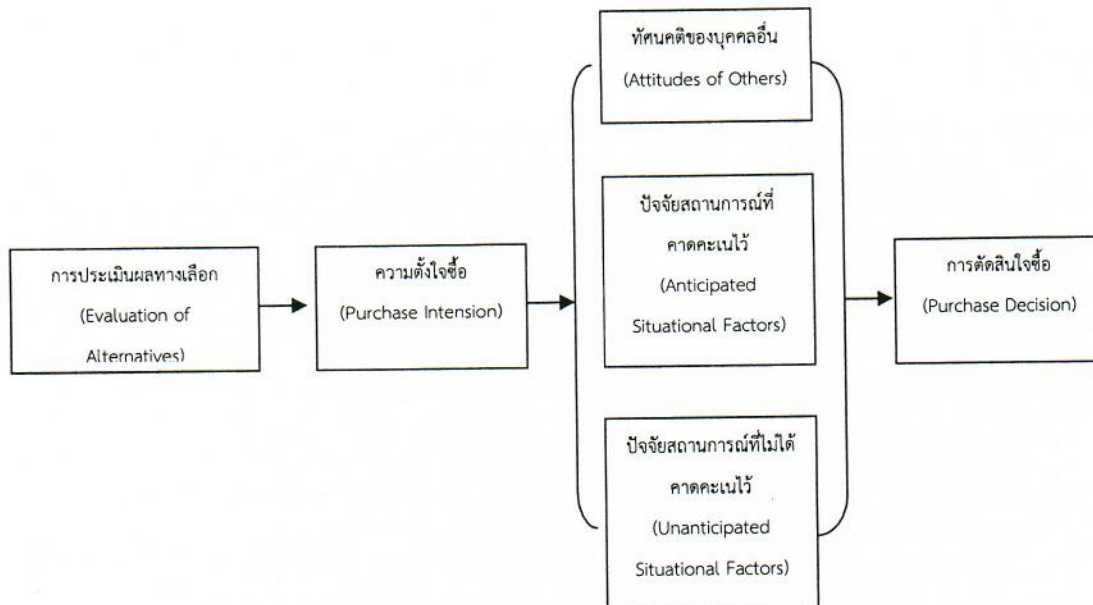 การประเมินผลทางเลือก
(Evaluation of
Alternatives)
ความตั้งใจซื้อ
(Purchase Intension)
ทัศนคติของบุคคลอื่น
(Attitudes of Others)
ปัจจัยสถานการณ์ที่
คาดคะเนไว้
(Anticipated
Situational Factors)
ปัจจัยสถานการณ์ที่ไม่ได้
คาดคะเนไว้
(Unanticipated
Situational Factors)
การตัดสินใจซื้อ
(Purchase Decision)